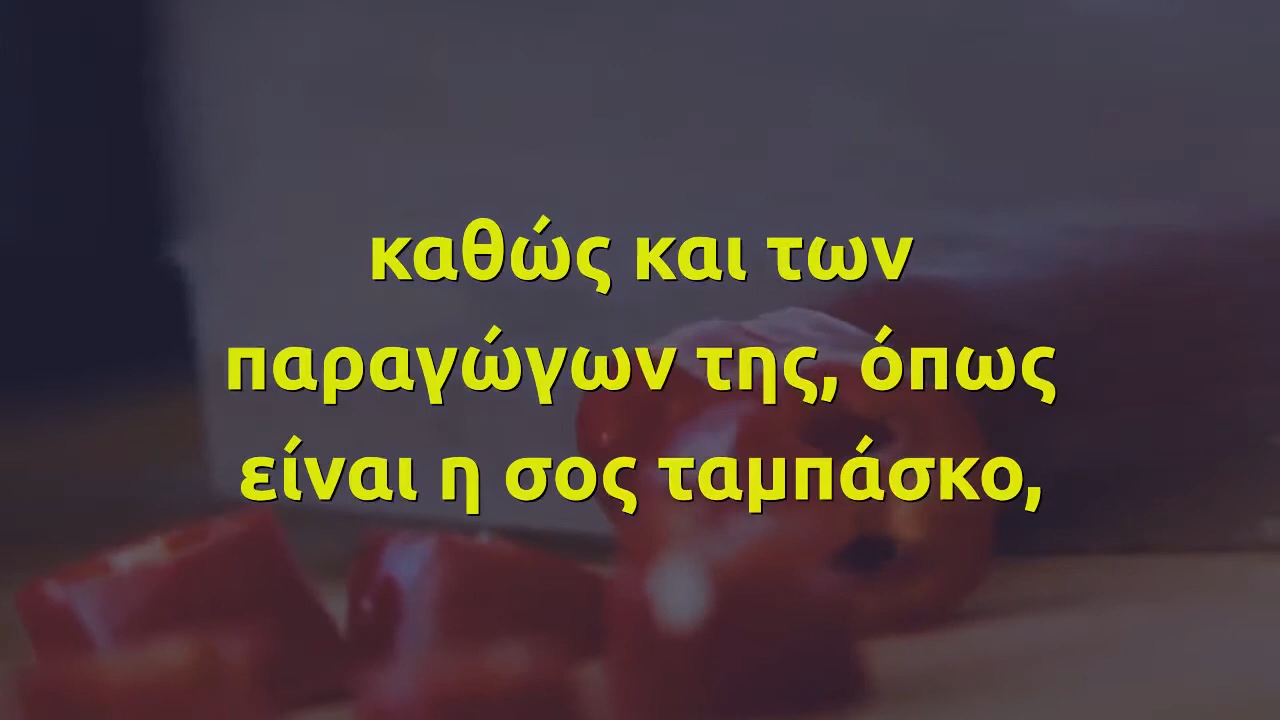 καθώς και των
παραγώγων της, όπως
είναι η σος ταμπάσκο,